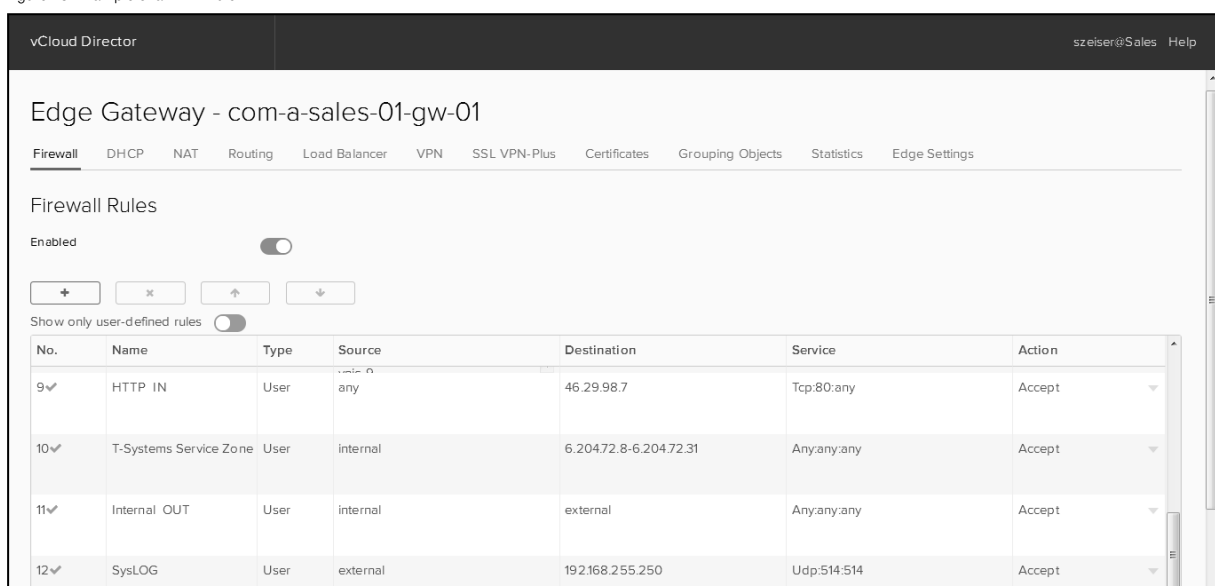 vCloud Director
szeiser@Sales Help
Edge Gateway - com-a-sales-01-gw-01
Firewall DHCP NAT Routing Load Balancer VPN SSL VPN-Plus Certificates Grouping Objects Statistics Edge Settings
Firewall Rules
Enabled
Show only user-defined rules
No. Name Type Source Destination Service Action
9 HTTP IN User any 46.29.98.7 Tcp:80:any Accept
10 T-Systems Service Zone User internal 6.204.72.8-6.204.72.31 Any:any:any Accept
11 Internal OUT User internal external Any:any:any Accept
12 SysLOG User external 192.168.255.250 Udp:514:514 Accept